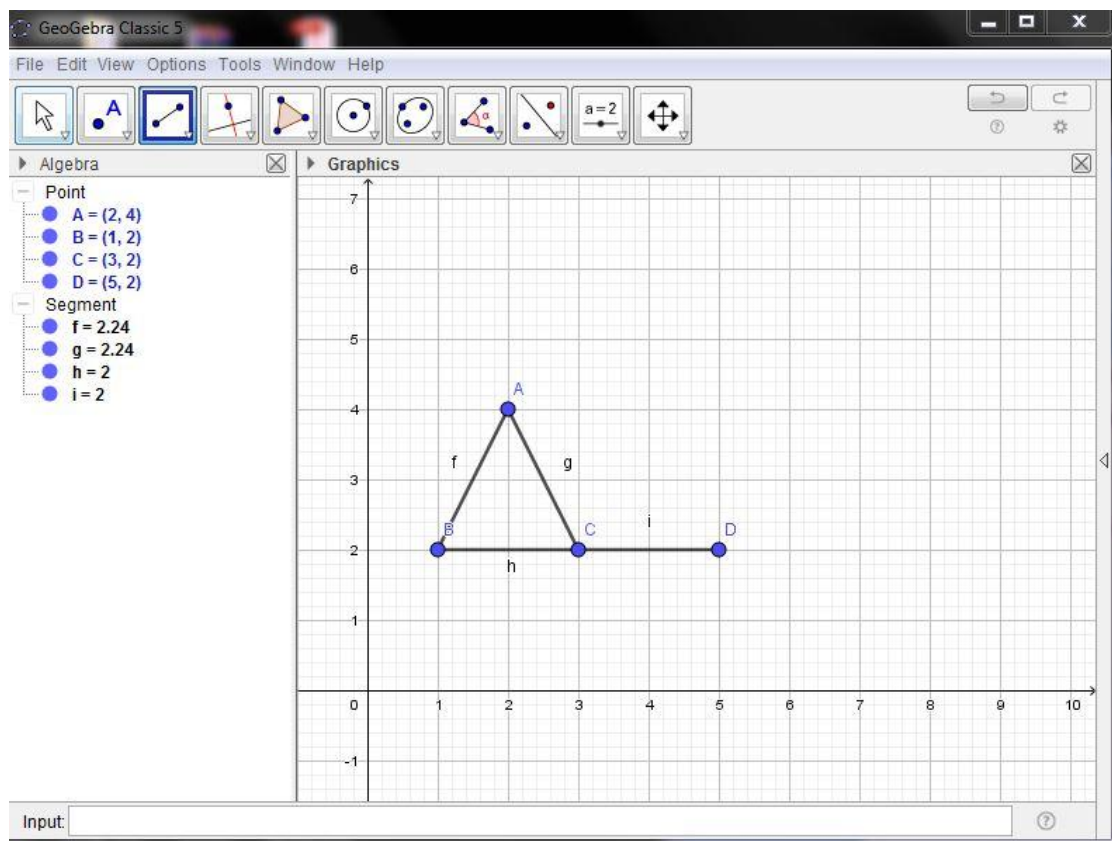 GeoGebra Classic 5
File Edit View Options Tools Window Help
A
α
a = 2
Algebra
Graphics
Point
A = (2, 4)
B = (1, 2)
C = (3, 2)
D = (5, 2)
Segment
f = 2.24
g = 2.24
h = 2
i = 2
7
6
5
4
3
2
1
0
-1
1 2 3 4 5 6 7 8 9 10
A
f
g
B
C
i
D
h
Input: